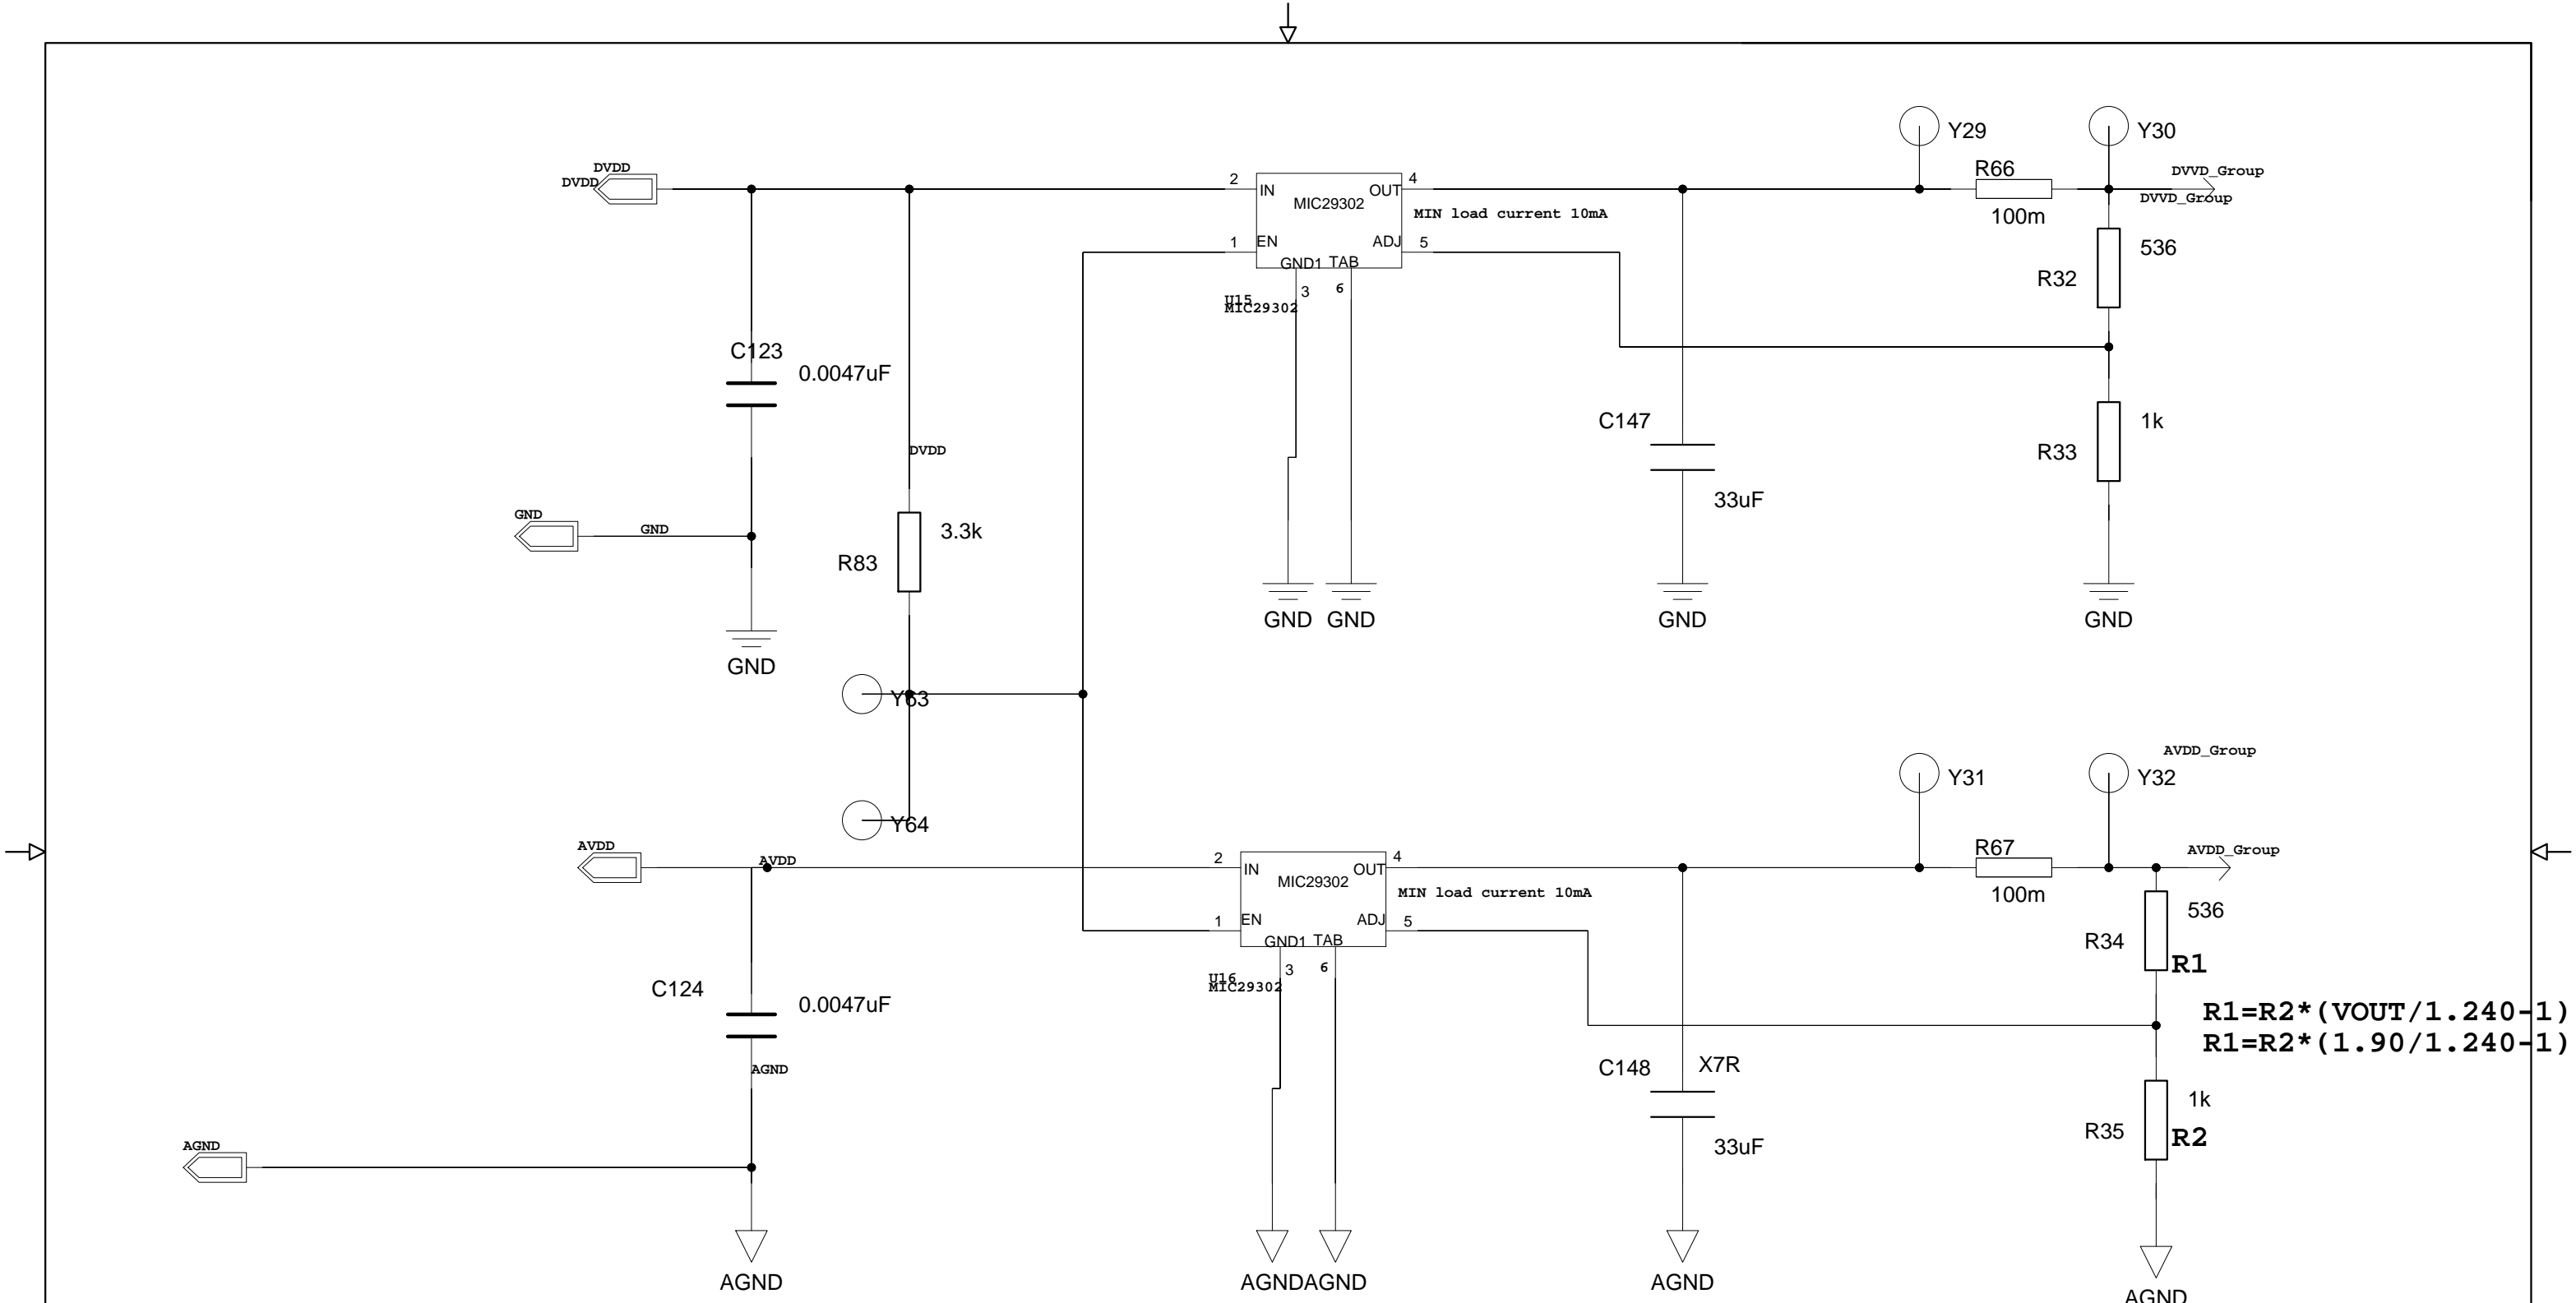 Y29
Y30
DVDD
DVDD
2
IN
MIC29302
OUT
4
MIN load current 10mA
R66
100m
DVVD_Group
DVVD_Group
1
EN
ADJ
5
GND1
TAB
3
6
U15
MIC29302
536
R32
C123
0.0047uF
DVDD
C147
33uF
1k
R33
GND
GND
3.3k
R83
GND
GND
GND
GND
GND
Y63
Y64
AVDD_Group
Y31
Y32
AVDD
AVDD
2
IN
MIC29302
OUT
4
MIN load current 10mA
R67
100m
AVDD_Group
1
EN
ADJ
5
GND1
TAB
3
6
U16
MIC29302
536
R34
R1
C124
0.0047uF
AGND
R1=R2*(VOUT/1.240-1)
R1=R2*(1.90/1.240-1)
C148
X7R
33uF
1k
R35
R2
AGND
AGND
AGND
AGND
AGND
AGND